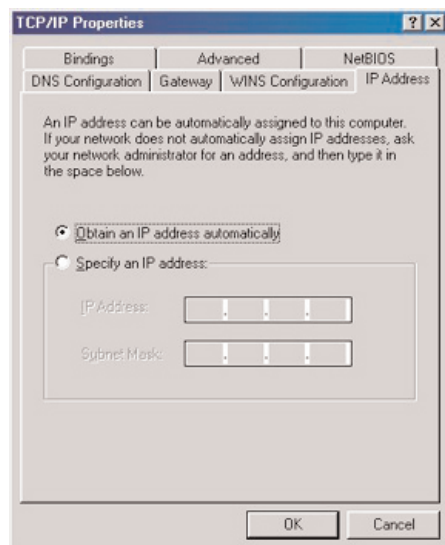 TCP/IP Properties
? ×
Bindings Advanced NetBIOS
DNS Configuration Gateway WINS Configuration IP Address
An IP address can be automatically assigned to this computer.
If your network does not automatically assign IP addresses, ask
your network administrator for an address, and then type it in
the space below.
Obtain an IP address automatically
Specify an IP address:
IP Address:
. . .
Subnet Mask:
. . .
OK Cancel